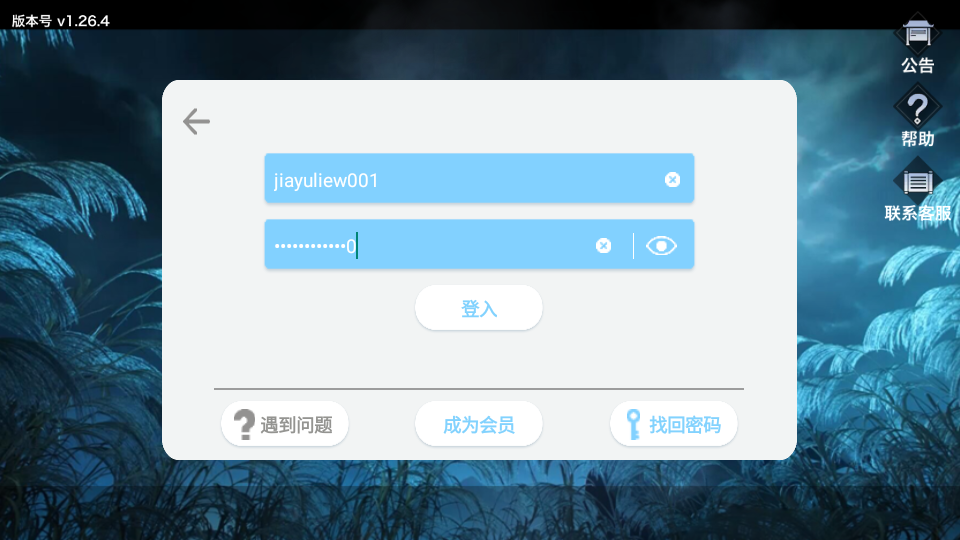 版本号 v1.26.4
公告
帮助
联系客服
jiayuliew001
••••••••••••0
登入
遇到问题
成为会员
找回密码